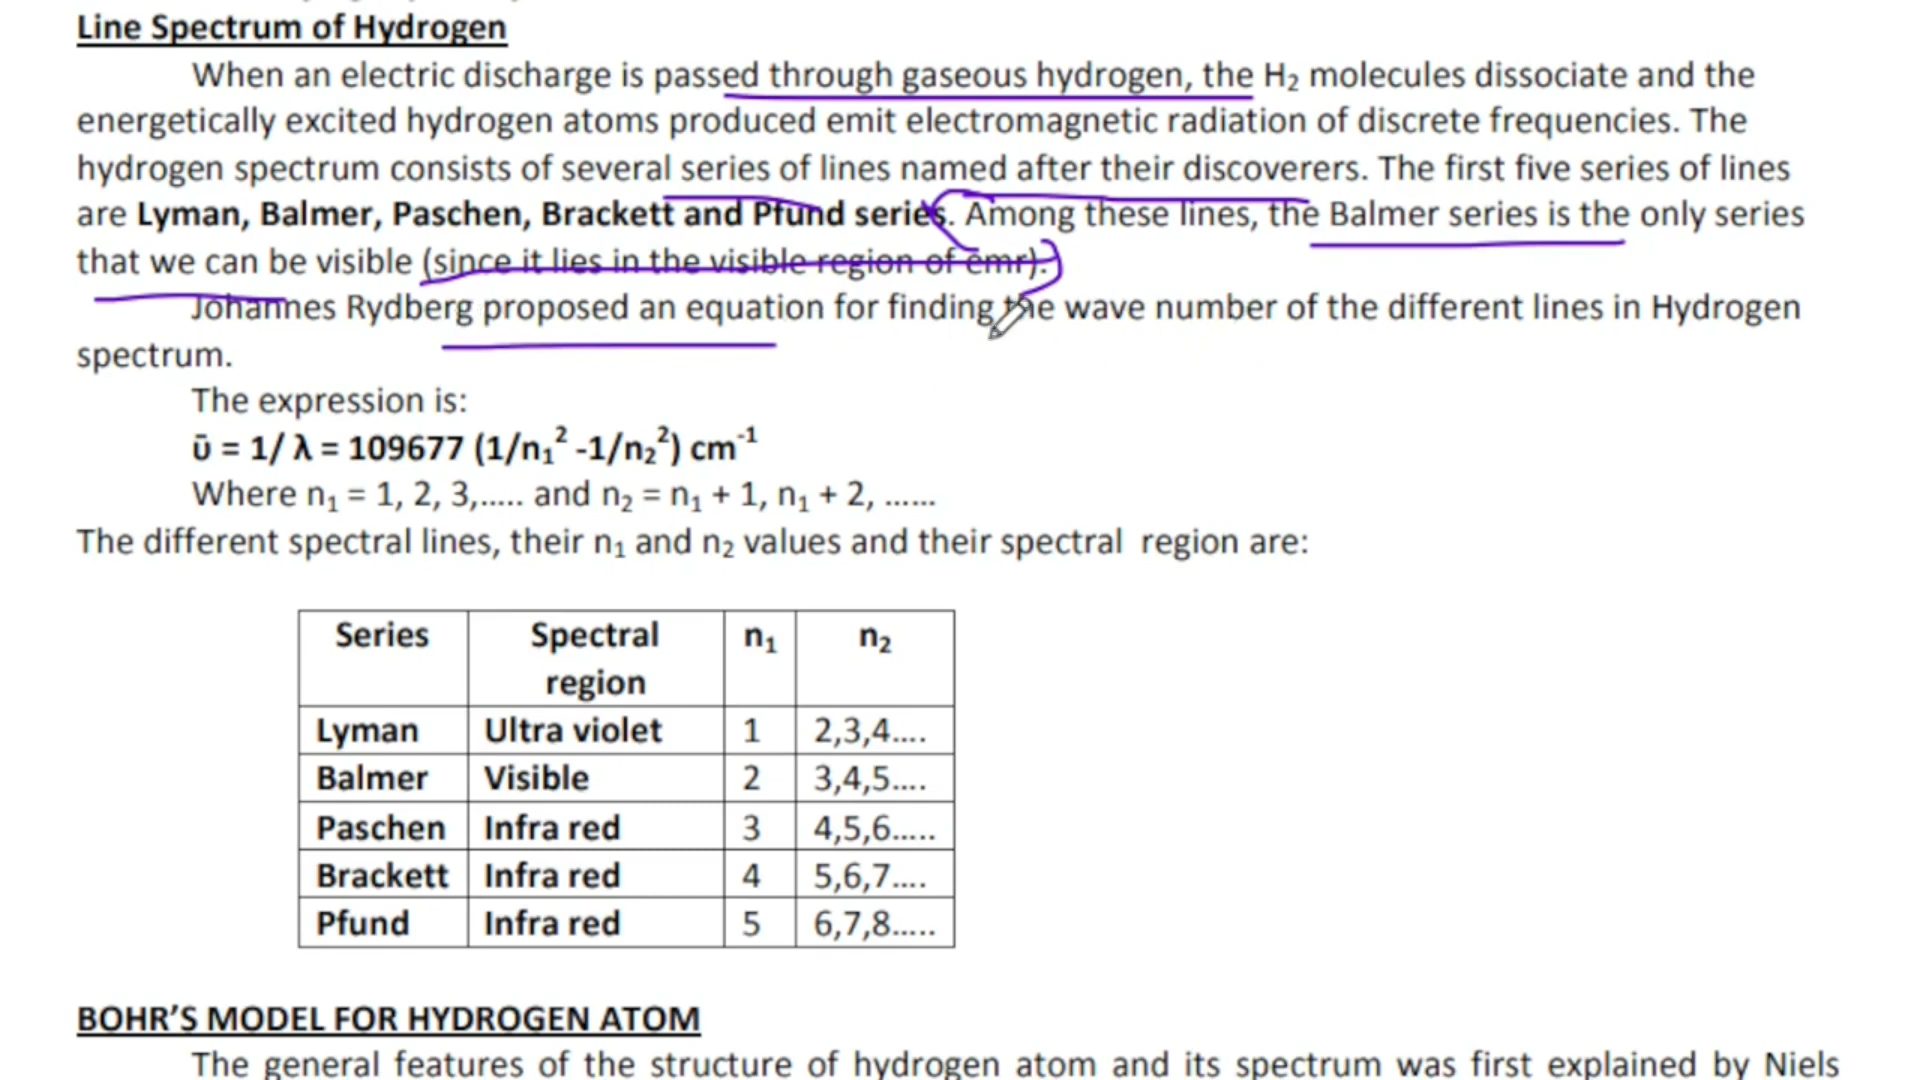 Line Spectrum of Hydrogen
When an electric discharge is passed through gaseous hydrogen, the H₂ molecules dissociate and the
energetically excited hydrogen atoms produced emit electromagnetic radiation of discrete frequencies. The
hydrogen spectrum consists of several series of lines named after their discoverers. The first five series of lines
are Lyman, Balmer, Paschen, Brackett and Pfund series. Among these lines, the Balmer series is the only series
that we can be visible (since it lies in the visible region of emr).
Johannes Rydberg proposed an equation for finding the wave number of the different lines in Hydrogen
spectrum.
The expression is:
ῡ = 1/ λ = 109677 (1/n₁² -1/n₂²) cm⁻¹
Where n₁ = 1, 2, 3,..... and n₂ = n₁ + 1, n₁ + 2, ......
The different spectral lines, their n₁ and n₂ values and their spectral region are:
Series Spectral region n₁ n₂
Lyman Ultra violet 1 2,3,4....
Balmer Visible 2 3,4,5....
Paschen Infra red 3 4,5,6.....
Brackett Infra red 4 5,6,7....
Pfund Infra red 5 6,7,8.....
BOHR'S MODEL FOR HYDROGEN ATOM
The general features of the structure of hydrogen atom and its spectrum was first explained by Niels